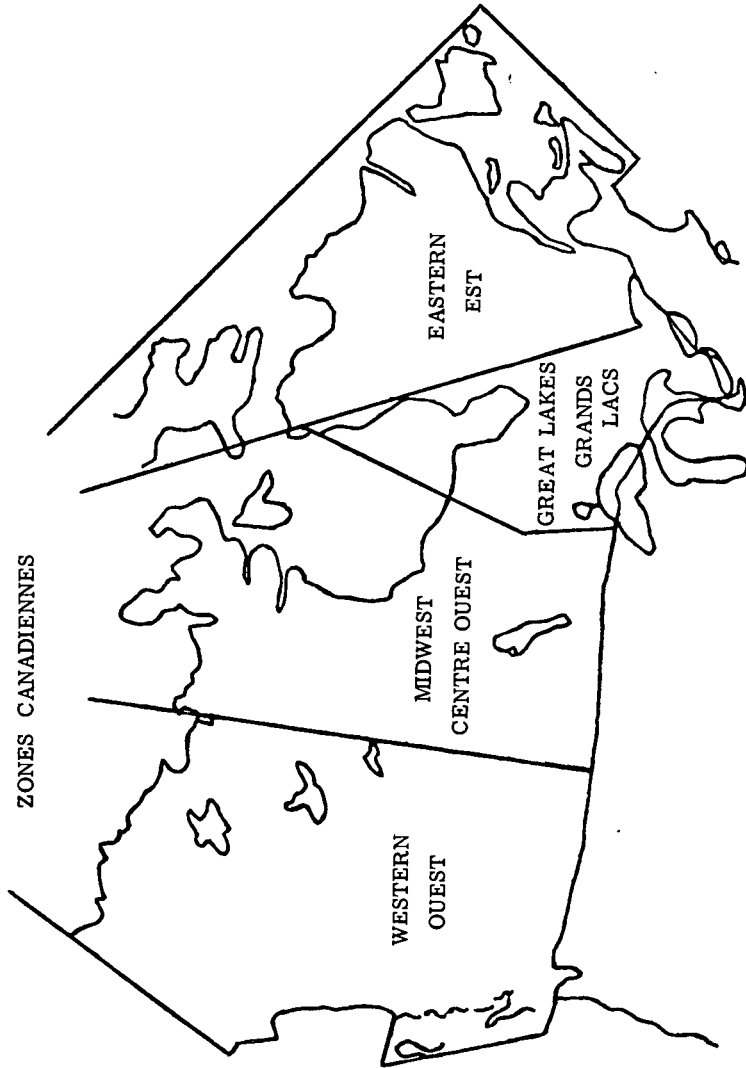 ZONES CANADIENNES
WESTERN
OUEST
MIDWEST
CENTRE OUEST
GREAT LAKES
GRANDS
LACS
EASTERN
EST